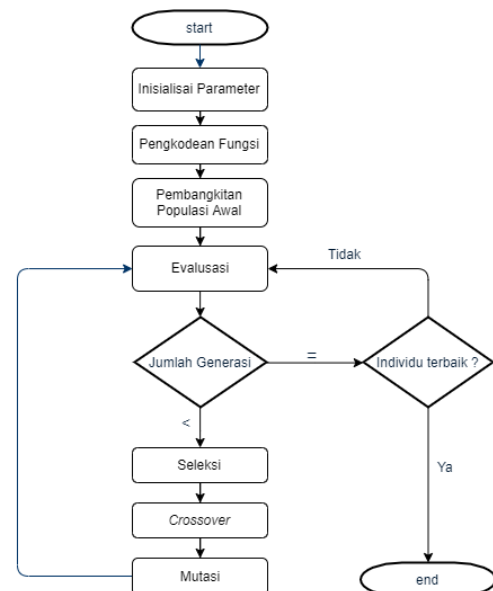 start
Inisialisai Parameter
Pengkodean Fungsi
Pembangkitan
Populasi Awal
Evalusasi
Tidak
Jumlah Generasi
=
Individu terbaik ?
<
Seleksi
Ya
Crossover
Mutasi
end